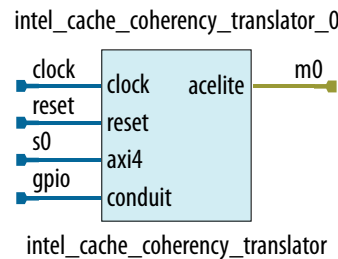 intel_cache_coherency_translator_0
clock
clock
acelite
m0
reset
reset
s0
axi4
gpio
conduit
intel_cache_coherency_translator